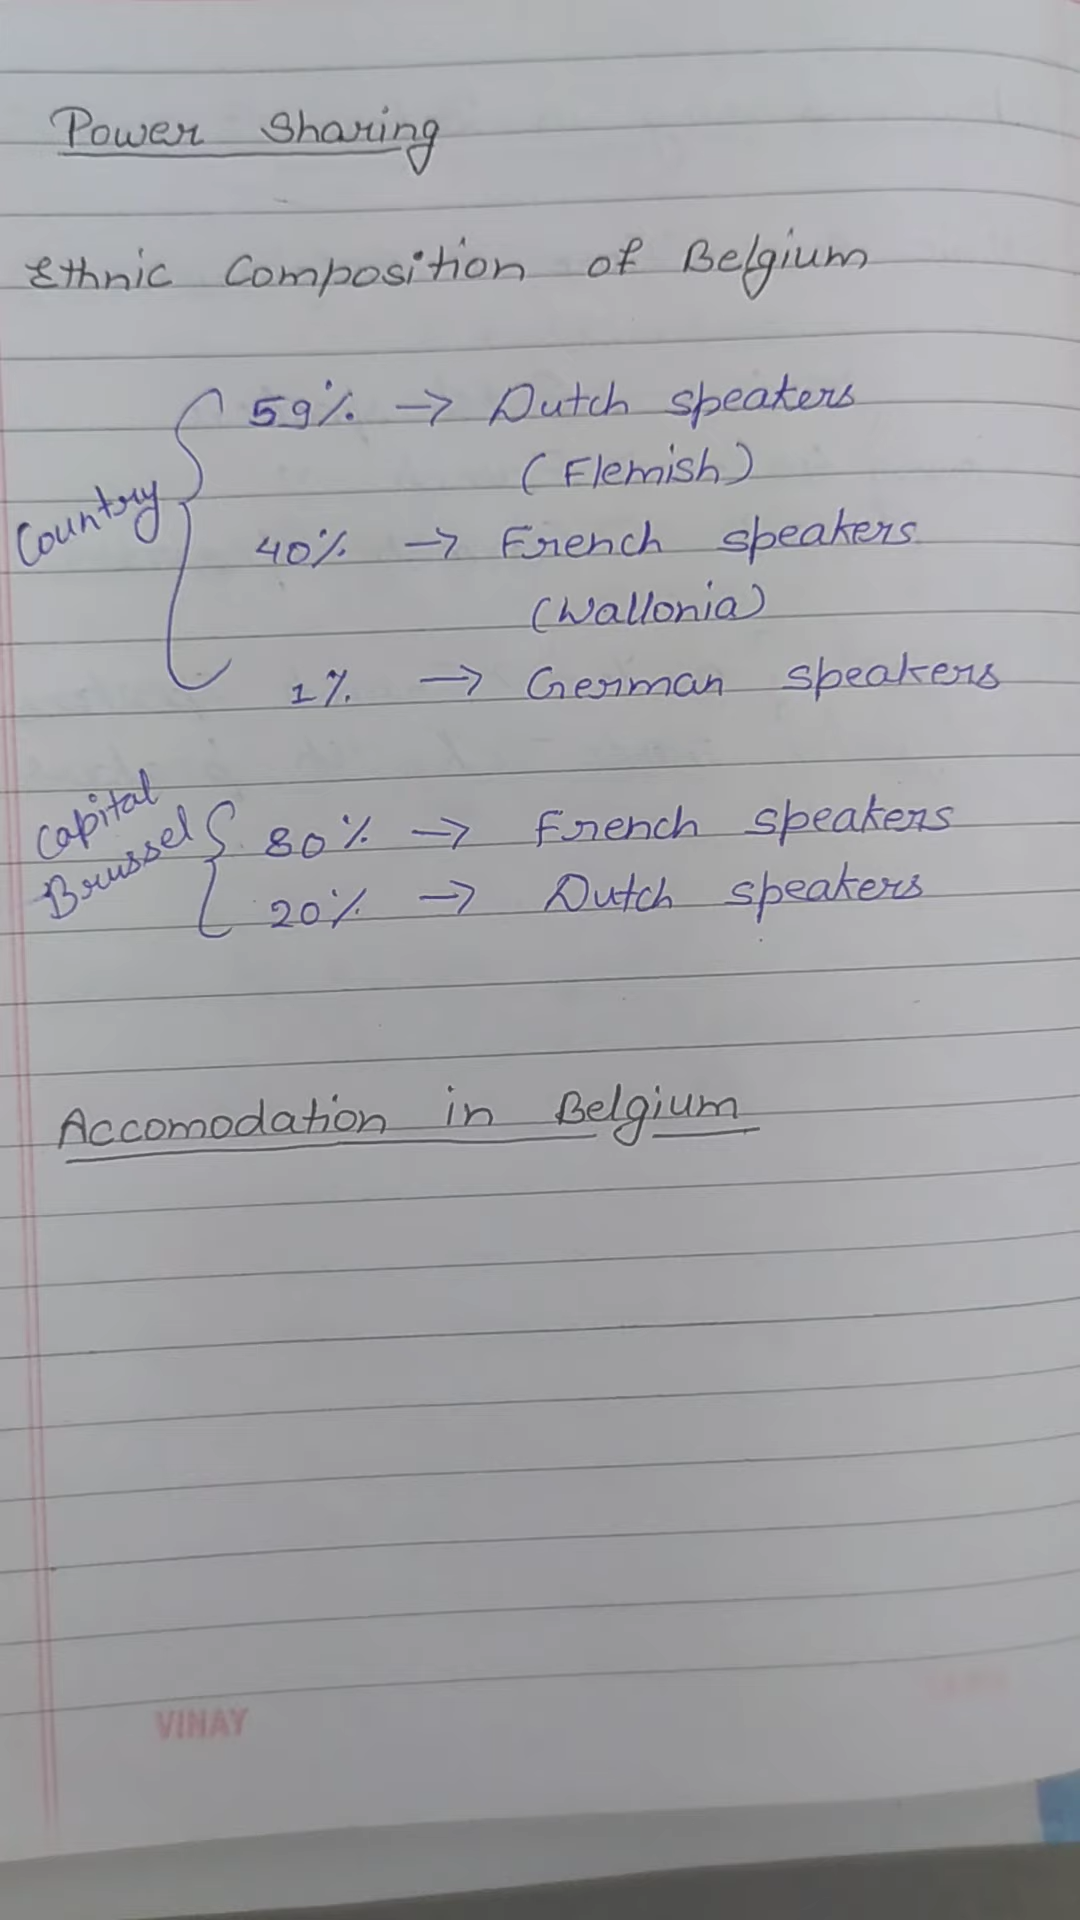 Power Sharing
Ethnic Composition of Belgium
Country
59% → Dutch speakers
(Flemish)
40% → French speakers
(Wallonia)
1% → German speakers
Capital
Brussel
80% → French speakers
20% → Dutch speakers
Accomodation in Belgium
VINAY